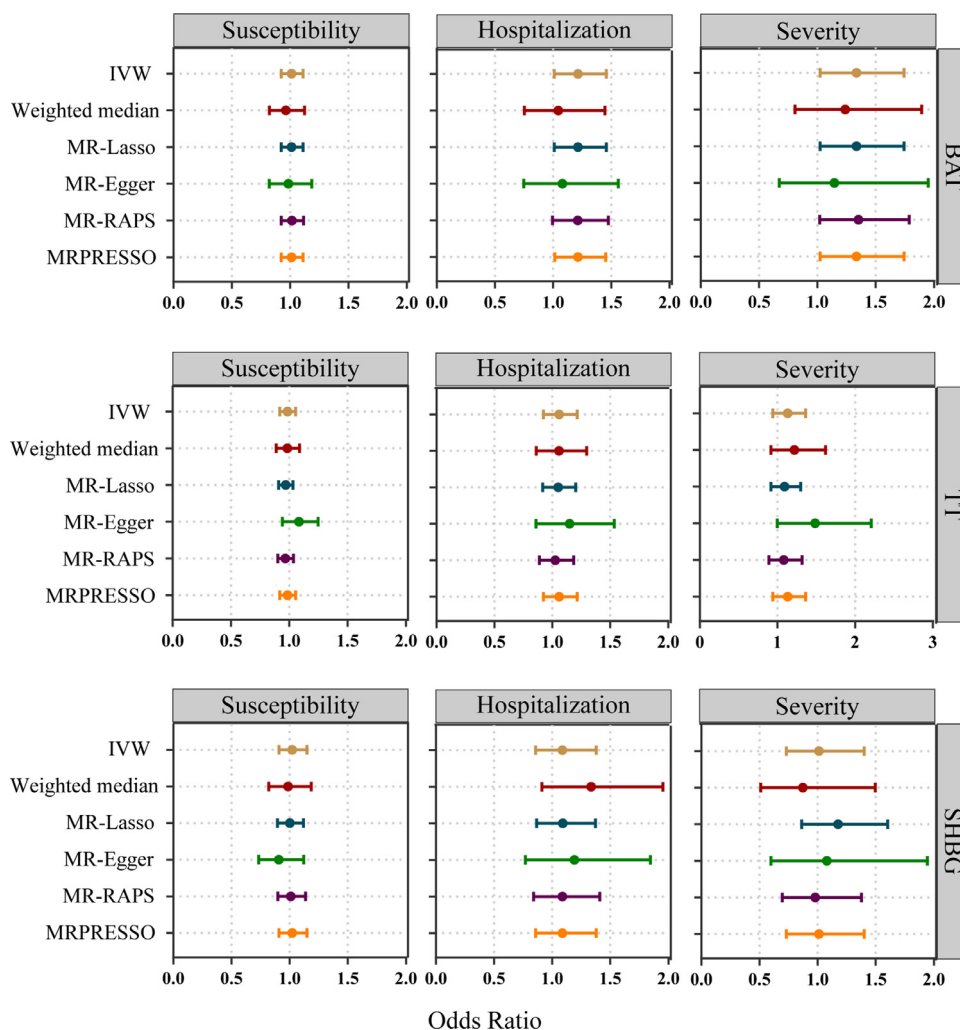 Susceptibility Hospitalization Severity
IVW
Weighted median
MR-Lasso
MR-Egger
MR-RAPS
MRPRESSO
BAT
0.0 0.5 1.0 1.5 2.0 0.0 0.5 1.0 1.5 2.0 0.0 0.5 1.0 1.5 2.0
Susceptibility Hospitalization Severity
IVW
Weighted median
MR-Lasso
MR-Egger
MR-RAPS
MRPRESSO
TT
0.0 0.5 1.0 1.5 2.0 0.0 0.5 1.0 1.5 2.0 0 1 2 3
Susceptibility Hospitalization Severity
IVW
Weighted median
MR-Lasso
MR-Egger
MR-RAPS
MRPRESSO
SHBG
0.0 0.5 1.0 1.5 2.0 0.0 0.5 1.0 1.5 2.0 0.0 0.5 1.0 1.5 2.0
Odds Ratio